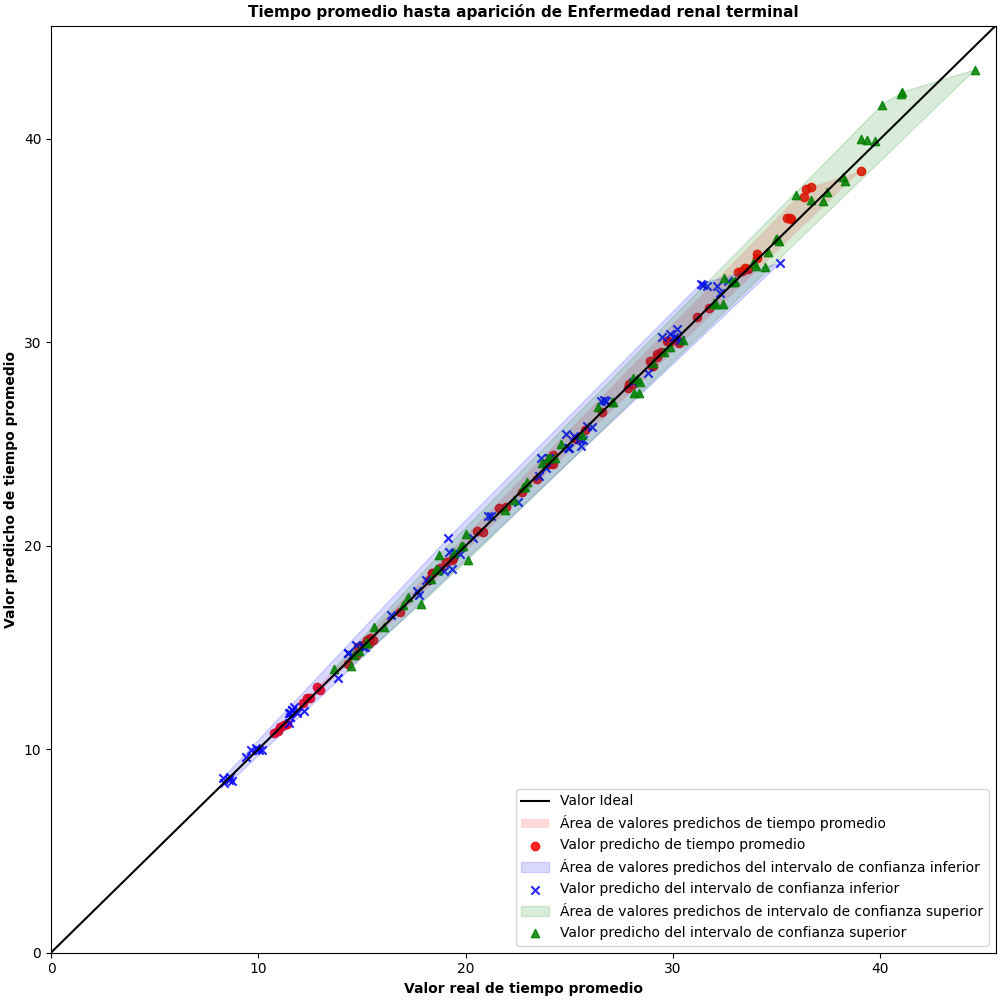 Tiempo promedio hasta aparición de Enfermedad renal terminal
Valor predicho de tiempo promedio
40
30
20
10
0
0 10 20 30 40
Valor real de tiempo promedio
Valor Ideal
Área de valores predichos de tiempo promedio
Valor predicho de tiempo promedio
Área de valores predichos del intervalo de confianza inferior
Valor predicho del intervalo de confianza inferior
Área de valores predichos de intervalo de confianza superior
Valor predicho del intervalo de confianza superior